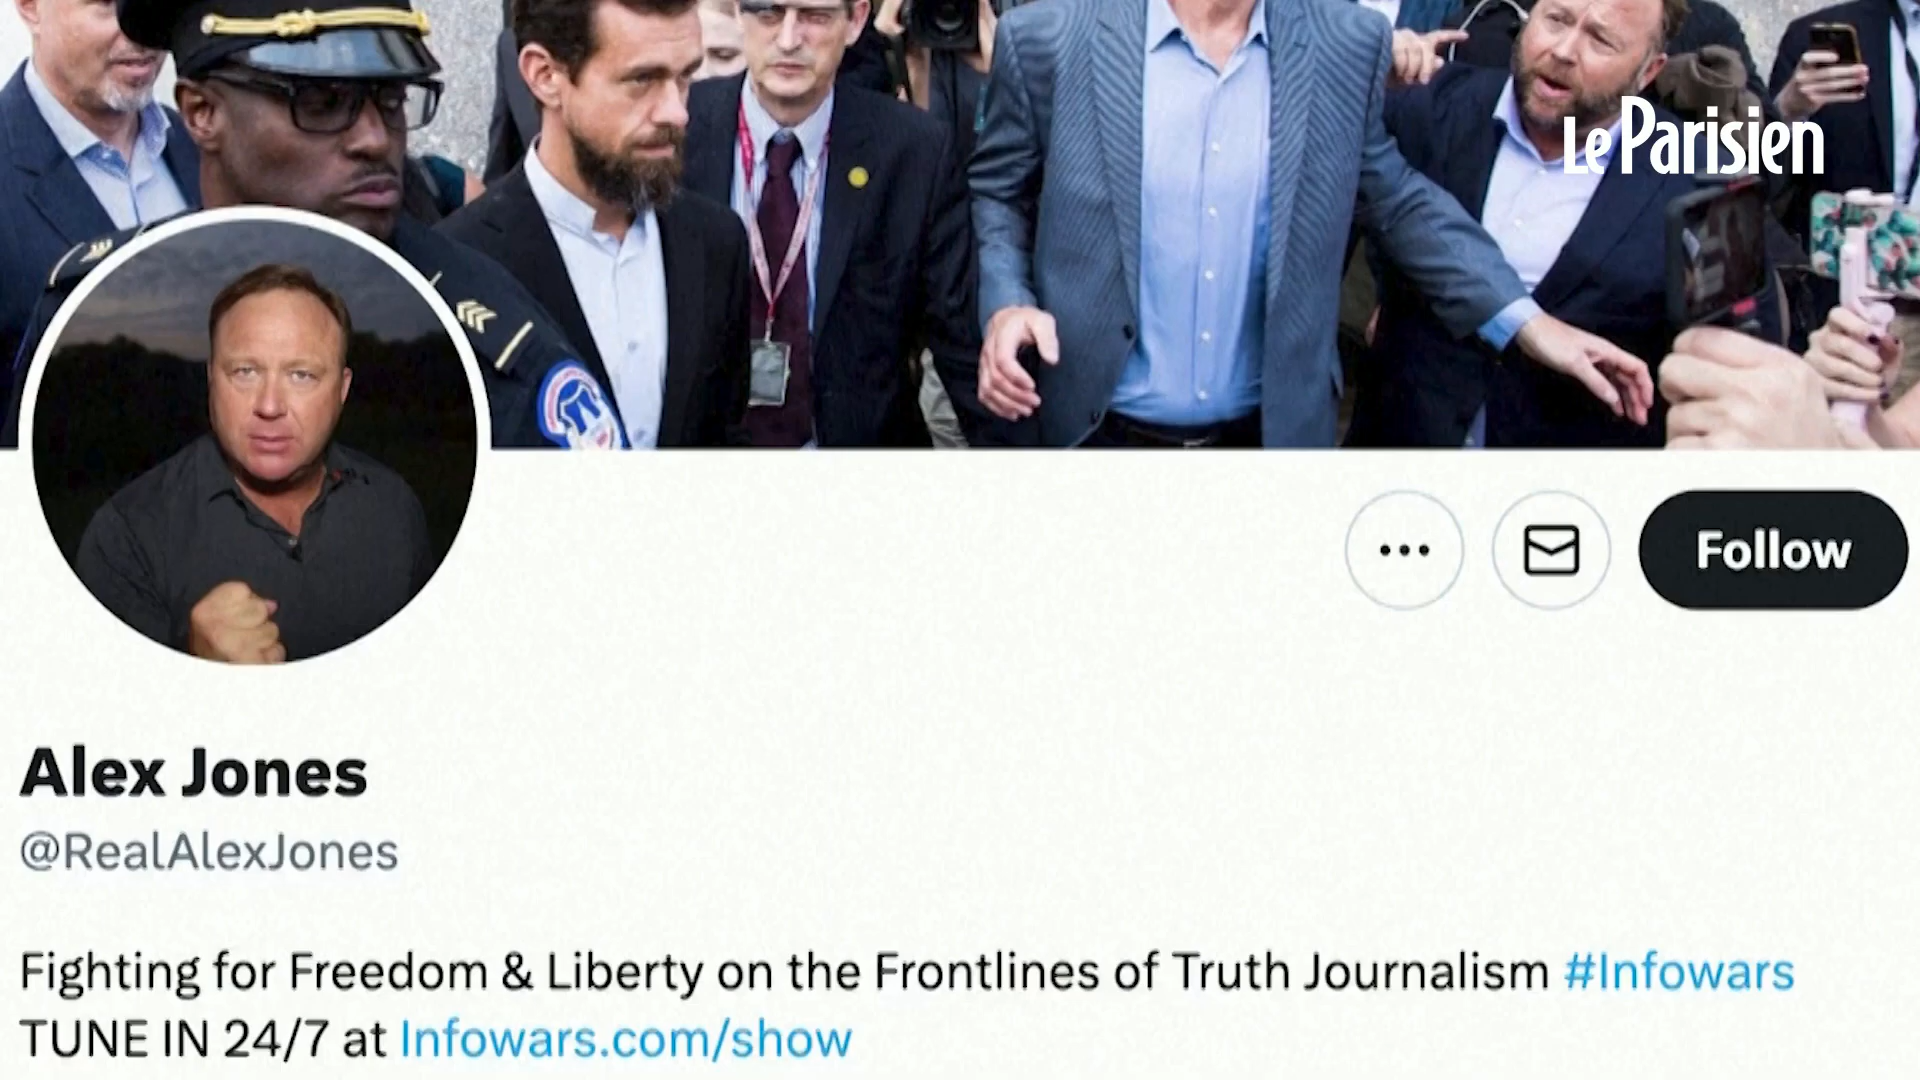 Le Parisien
Follow
Alex Jones
@RealAlexJones
Fighting for Freedom & Liberty on the Frontlines of Truth Journalism #Infowars
TUNE IN 24/7 at Infowars.com/show